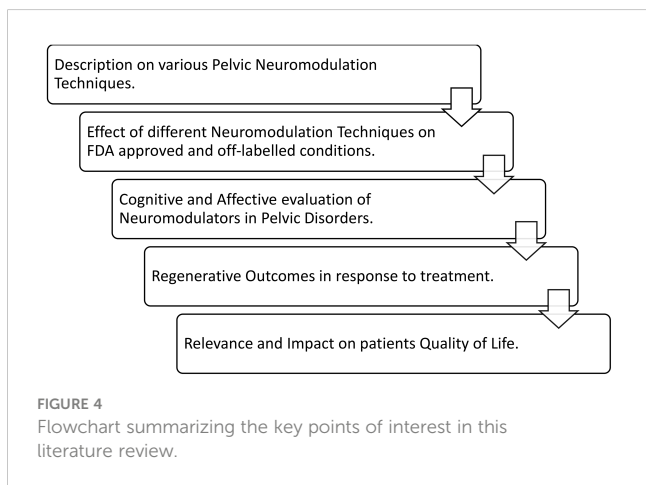 Description on various Pelvic Neuromodulation
Techniques.
Effect of different Neuromodulation Techniques on
FDA approved and off-labelled conditions.
Cognitive and Affective evaluation of
Neuromodulators in Pelvic Disorders.
Regenerative Outcomes in response to treatment.
Relevance and Impact on patients Quality of Life.
FIGURE 4
Flowchart summarizing the key points of interest in this
literature review.